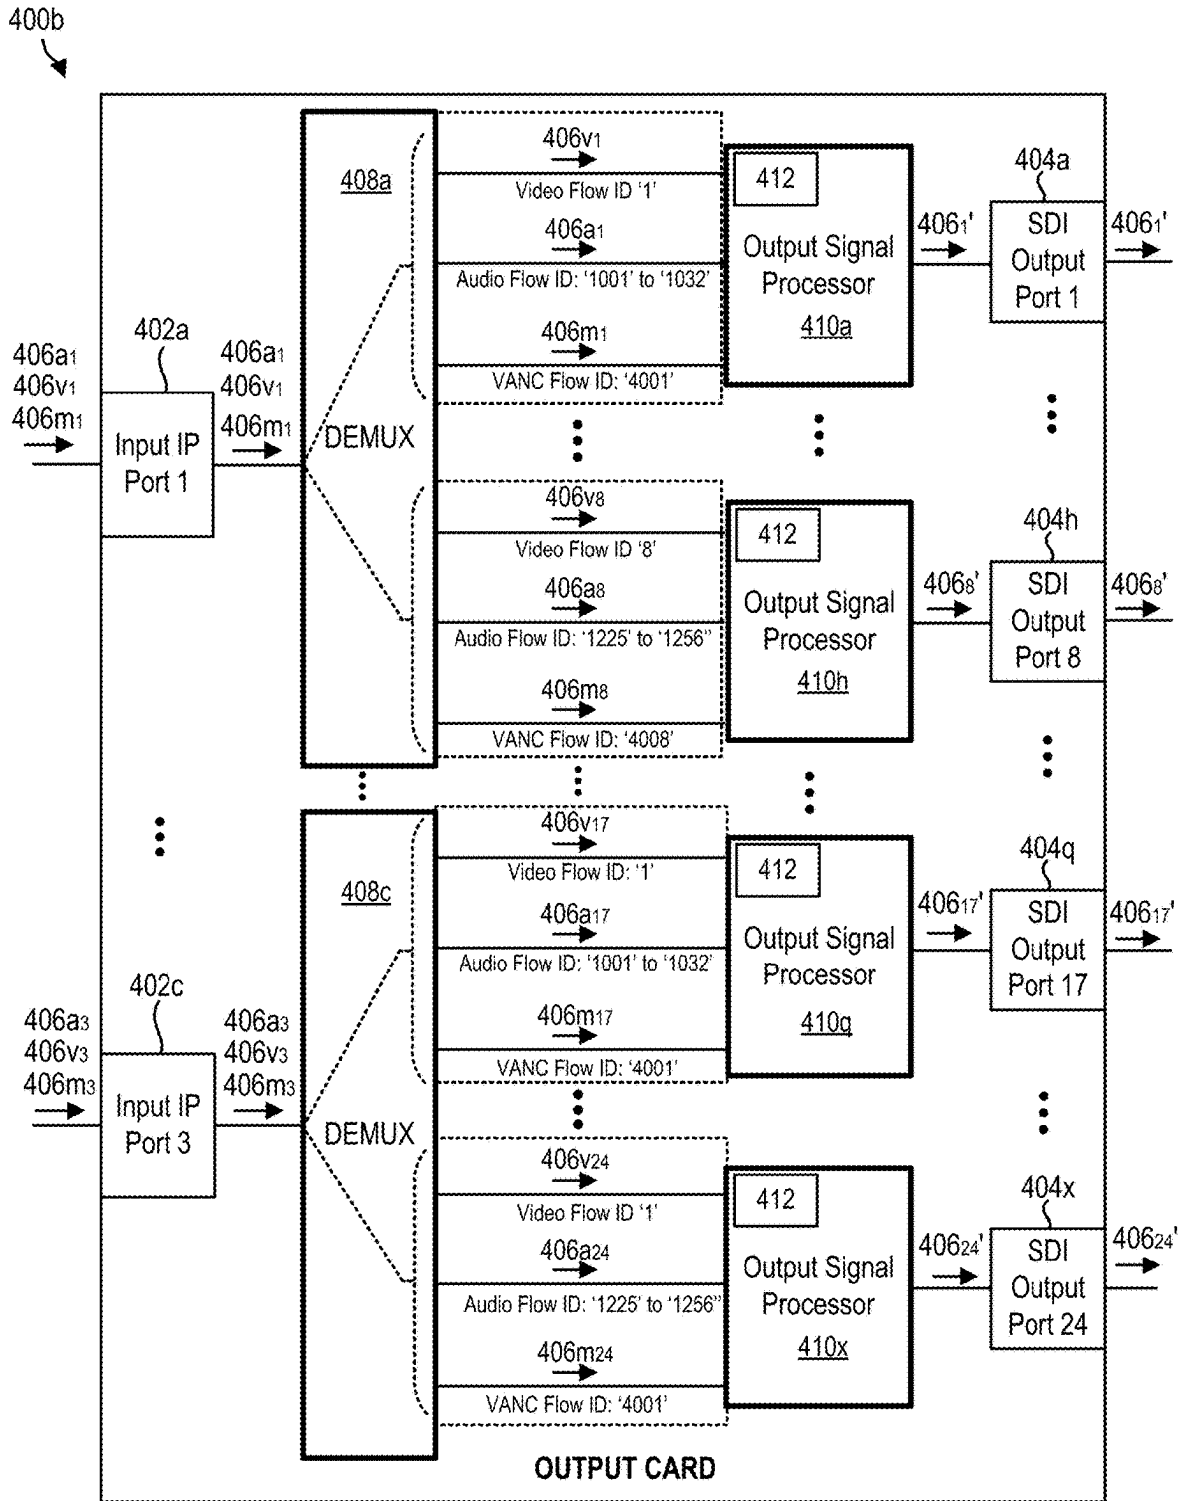 400b
408a
406v1
Video Flow ID '1'
406a1
Audio Flow ID: '1001' to '1032'
406m1
VANC Flow ID: '4001'
412
Output Signal
Processor
410a
4061'
404a
SDI
Output
Port 1
4061'
406a1
406v1
406m1
402a
Input IP
Port 1
406a1
406v1
406m1
DEMUX
406v8
Video Flow ID '8'
406a8
Audio Flow ID: '1225' to '1256"
406m8
VANC Flow ID: '4008'
412
Output Signal
Processor
410h
4068'
404h
SDI
Output
Port 8
4068'
408c
406v17
Video Flow ID: '1'
406a17
Audio Flow ID: '1001' to '1032'
406m17
VANC Flow ID: '4001'
412
Output Signal
Processor
410q
40617'
404q
SDI
Output
Port 17
40617'
406a3
406v3
406m3
402c
Input IP
Port 3
406a3
406v3
406m3
DEMUX
406v24
Video Flow ID '1'
406a24
Audio Flow ID: '1225' to '1256"
406m24
VANC Flow ID: '4001'
412
Output Signal
Processor
410x
40624'
404x
SDI
Output
Port 24
40624'
OUTPUT CARD